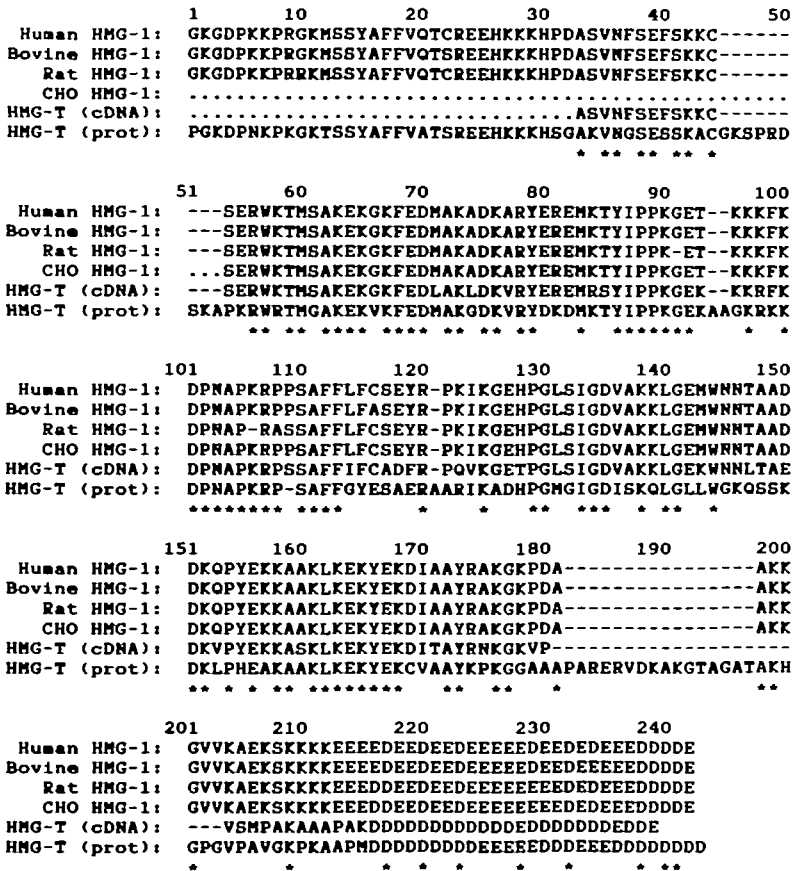 1 10 20 30 40 50
Human HMG-1: GKGDPKKPRGKMSSYAFFVQTCREEHKKKHPDASVNFSEFSKKC------
Bovine HMG-1: GKGDPKKPRGKMSSYAFFVQTSREEHKKKHPDASVNFSEFSKKC------
Rat HMG-1: GKGDPKKPRRKMSSYAFFVQTCREEHKKKHPDASVNFSEFSKKC------
CHO HMG-1: ..................................................
HMG-T (cDNA): ................................ASVNFSEFSKKC------
HMG-T (prot): PGKDPNKPKGKTSSYAFFVATSREEHKKKHSGAKVNGSESSKACGKSPRD
* ** ** ** *
51 60 70 80 90 100
Human HMG-1: ---SERWKTMSAKEKGKFEDMAKADKARYEREMKTYIPPKGET--KKKFK
Bovine HMG-1: ---SERWKTMSAKEKGKFEDMAKADKARYEREMKTYIPPKGET--KKKFK
Rat HMG-1: ---SERWKTMSAKEKGKFEDMAKADKARYEREMKTYIPPK-ET--KKKFK
CHO HMG-1: ...SERWKTMSAKEKGKFEDMAKADKARYEREMKTYIPPKGET--KKKFK
HMG-T (cDNA): ---SERWKTMSAKEKGKFEDLAKLDKVRYEREMRSYIPPKGEK--KKRFK
HMG-T (prot): SKAPKRWRTMGAKEKVKFEDMAKGDKVRYDKDMKTYIPPKGEKAAGKRKK
** ** **** **** ** ** ** * ******* * *
101 110 120 130 140 150
Human HMG-1: DPNAPKRPPSAFFLFCSEYR-PKIKGEHPGLSIGDVAKKLGEMWNNTAAD
Bovine HMG-1: DPNAPKRPPSAFFLFASEYR-PKIKGEHPGLSIGDVAKKLGEMWNNTAAD
Rat HMG-1: DPNAP-RASSAFFLFCSEYR-PKIKGEHPGLSIGDVAKKLGEMWNNTAAD
CHO HMG-1: DPNAPKRPPSAFFLFCSEYR-PKIKGEHPGLSIGDVAKKLGEMWNNTAAD
HMG-T (cDNA): DPNAPKRPSSAFFIFCADFR-PQVKGETPGLSIGDVAKKLGEKWNNLTAE
HMG-T (prot): DPNAPKRP-SAFFGYESAERAARIKADHPGMGIGDISKQLGLLWGKQSSK
******** **** * * ** *** * ** *
151 160 170 180 190 200
Human HMG-1: DKQPYEKKAAKLKEKYEKDIAAYRAKGKPDA-----------------AKK
Bovine HMG-1: DKQPYEKKAAKLKEKYEKDIAAYRAKGKPDA-----------------AKK
Rat HMG-1: DKQPYEKKAAKLKEKYEKDIAAYRAKGKPDA-----------------AKK
CHO HMG-1: DKQPYEKKAAKLKEKYEKDIAAYRAKGKPDA-----------------AKK
HMG-T (cDNA): DKVPYEKKASKLKEKYEKDITAYRNKGKVP---------------------
HMG-T (prot): DKLPHEAKAAKLKEKYEKCVAAYKPKGGAAAPARERVDKAKGTAGATAKH
** * * ** ******** ** ** * **
201 210 220 230 240
Human HMG-1: GVVKAEKSKKKKEEEEDEEDEEDEEEEEDEEDEDEEEDDDDE
Bovine HMG-1: GVVKAEKSKKKKEEEEDEEDEEDEEEEEDEEDEDEEEDDDDE
Rat HMG-1: GVVKAEKSKKKKEEEDDEEDEEDEEEEEEEEDEDEEEDDDDE
CHO HMG-1: GVVKAEKSKKKKEEEDDEEDEEDEEEEEEEEDEDEEEDDDDE
HMG-T (cDNA): ---VSMPAKAAAPAKDDDDDDDDDDDDEDDDDDDDEDDE
HMG-T (prot): GPGVPAVGKPKAAPMDDDDDDDDDEEEEEDDDEEEEDDDDDDD
* * * * * * * * **